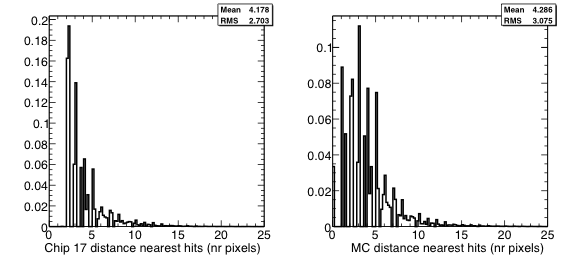 Mean 4.178
RMS 2.703
0.2
0.18
0.16
0.14
0.12
0.1
0.08
0.06
0.04
0.02
0
0 5 10 15 20 25
Chip 17 distance nearest hits (nr pixels)
Mean 4.286
RMS 3.075
0.1
0.08
0.06
0.04
0.02
0
0 5 10 15 20 25
MC distance nearest hits (nr pixels)